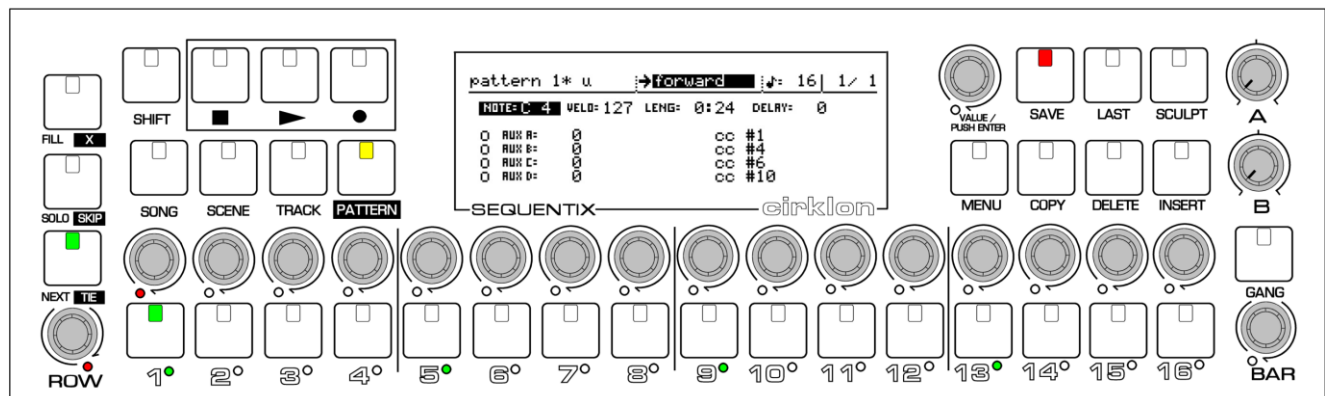 SHIFT
FILL X
SOLO SKIP
NEXT TIE
ROW
SONG SCENE TRACK PATTERN
pattern 1* u →forward ♪: 16| 1/ 1
NOTE: C 4 VELO: 127 LENG: 0:24 DELAY: 0
O AUX A: 0 cc #1
O AUX B: 0 cc #4
O AUX C: 0 cc #6
O AUX D: 0 cc #10
SEQUENTIX cirklon
VALUE /
PUSH ENTER
SAVE LAST SCULPT
MENU COPY DELETE INSERT
A
B
GANG
BAR
1 2 3 4 5 6 7 8 9 10 11 12 13 14 15 16